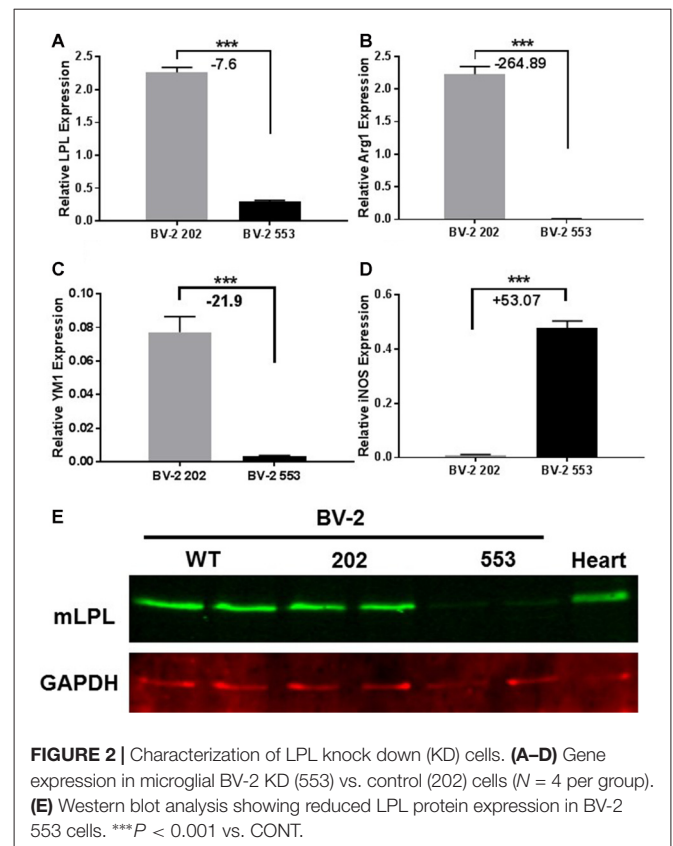 A
***
-7.6
Relative LPL Expression
2.5
2.0
1.5
1.0
0.5
0.0
BV-2 202
BV-2 553
B
***
-264.89
Relative Arg1 Expression
2.5
2.0
1.5
1.0
0.5
0.0
BV-2 202
BV-2 553
C
***
-21.9
Relative YM1 Expression
0.10
0.08
0.06
0.04
0.02
0.00
BV-2 202
BV-2 553
D
***
+53.07
Relative iNOS Expression
0.6
0.4
0.2
0.0
BV-2 202
BV-2 553
E
BV-2
WT 202 553 Heart
mLPL
GAPDH
FIGURE 2 | Characterization of LPL knock down (KD) cells. (A–D) Gene
expression in microglial BV-2 KD (553) vs. control (202) cells (N = 4 per group).
(E) Western blot analysis showing reduced LPL protein expression in BV-2
553 cells. ***P < 0.001 vs. CONT.